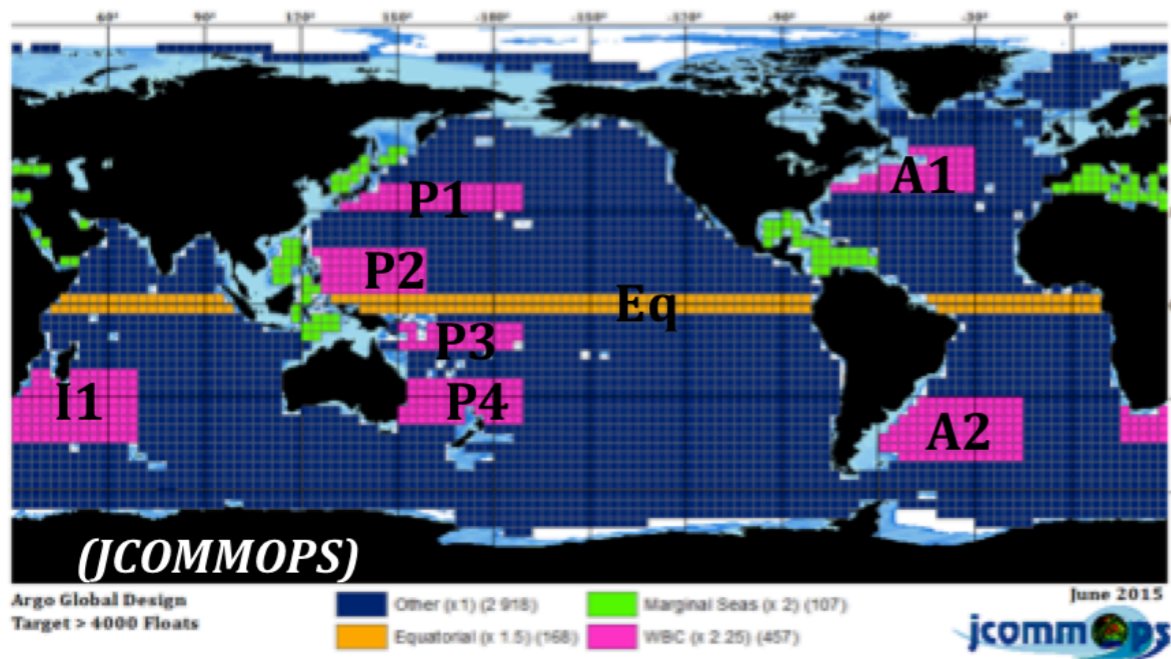 60° 90° 120° 150° -180° -150° -120° -90° -60° -30° 0°
A1
P1
P2
Eq
P3
I1
P4
A2
(JCOMMOPS)
Argo Global Design
Target > 4000 Floats
Other (x1) (2 918)
Marginal Seas (x 2) (107)
Equatorial (x 1.5) (168)
WBC (x 2.25) (457)
June 2015
jcommops